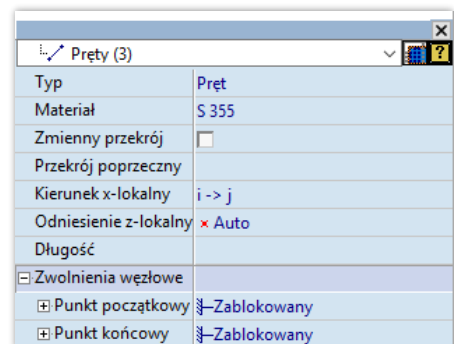 Pręty (3)
Typ Pręt
Materiał S 355
Zmienny przekrój
Przekrój poprzeczny
Kierunek x-lokalny i -> j
Odniesienie z-lokalny × Auto
Długość
Zwolnienia węzłowe
Punkt początkowy Zablokowany
Punkt końcowy Zablokowany